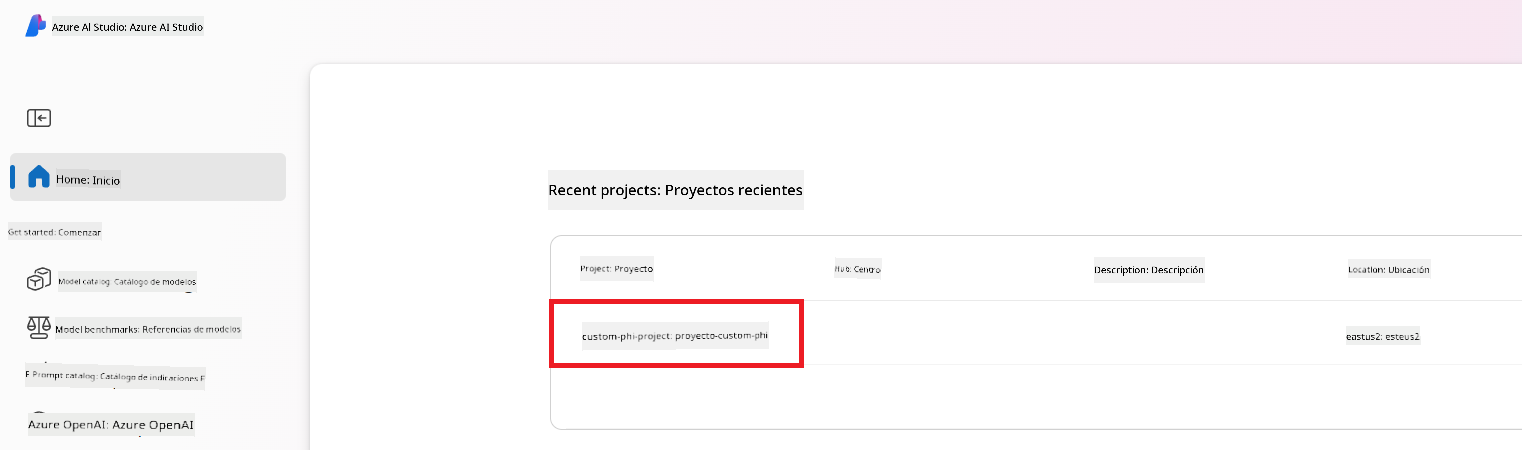 Azure AI Studio: Azure AI Studio
Home: Inicio
Get started: Comenzar
Model catalog: Catálogo de modelos
Model benchmarks: Referencias de modelos
F Prompt catalog: Catálogo de indicaciones F
Azure OpenAI: Azure OpenAI
Recent projects: Proyectos recientes
Project: Proyecto Hub: Centro Description: Descripción Location: Ubicación
custom-phi-project: proyecto-custom-phi eastus2: esteus2